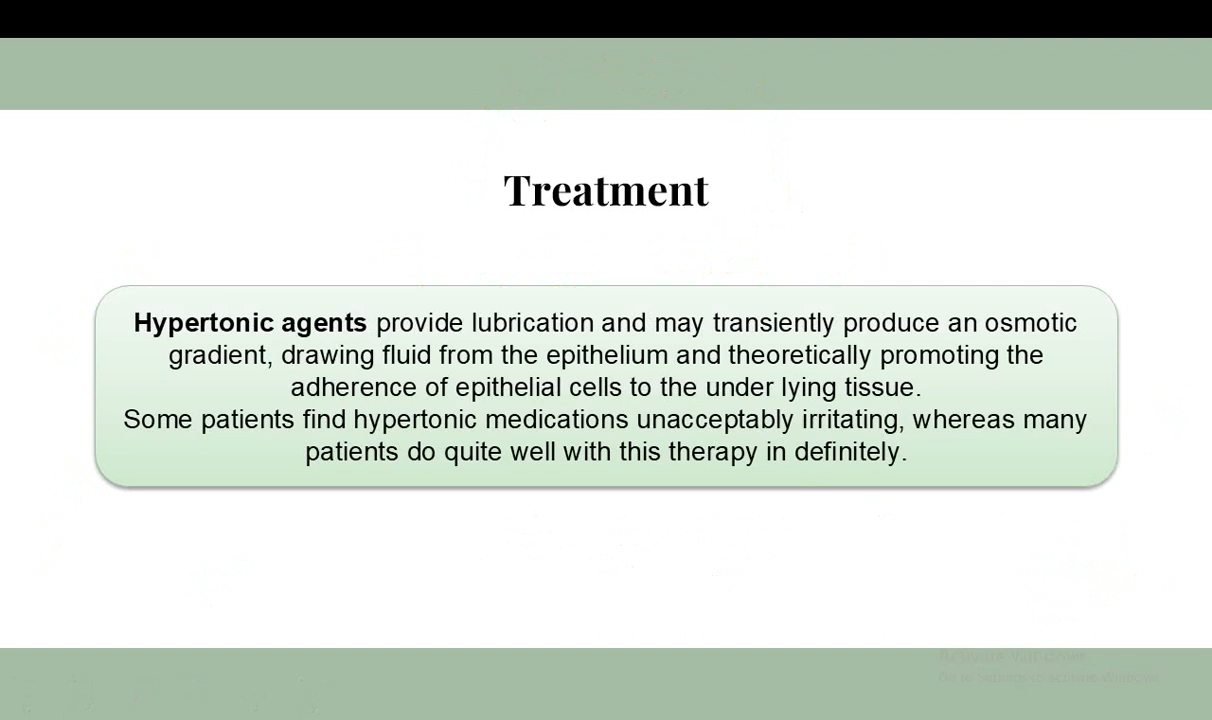 Treatment
Hypertonic agents provide lubrication and may transiently produce an osmotic
gradient, drawing fluid from the epithelium and theoretically promoting the
adherence of epithelial cells to the under lying tissue.
Some patients find hypertonic medications unacceptably irritating, whereas many
patients do quite well with this therapy in definitely.